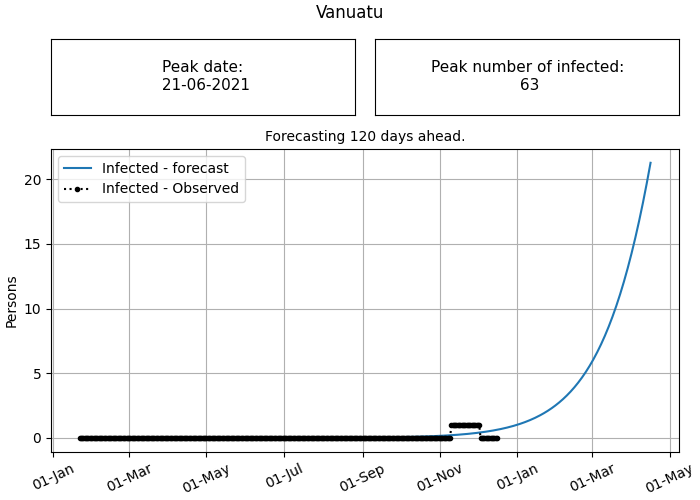 Vanuatu
Peak date:
21-06-2021
Peak number of infected:
63
Forecasting 120 days ahead.
Infected - forecast
Infected - Observed
Persons
20
15
10
5
0
01-Jan
01-Mar
01-May
01-Jul
01-Sep
01-Nov
01-Jan
01-Mar
01-May